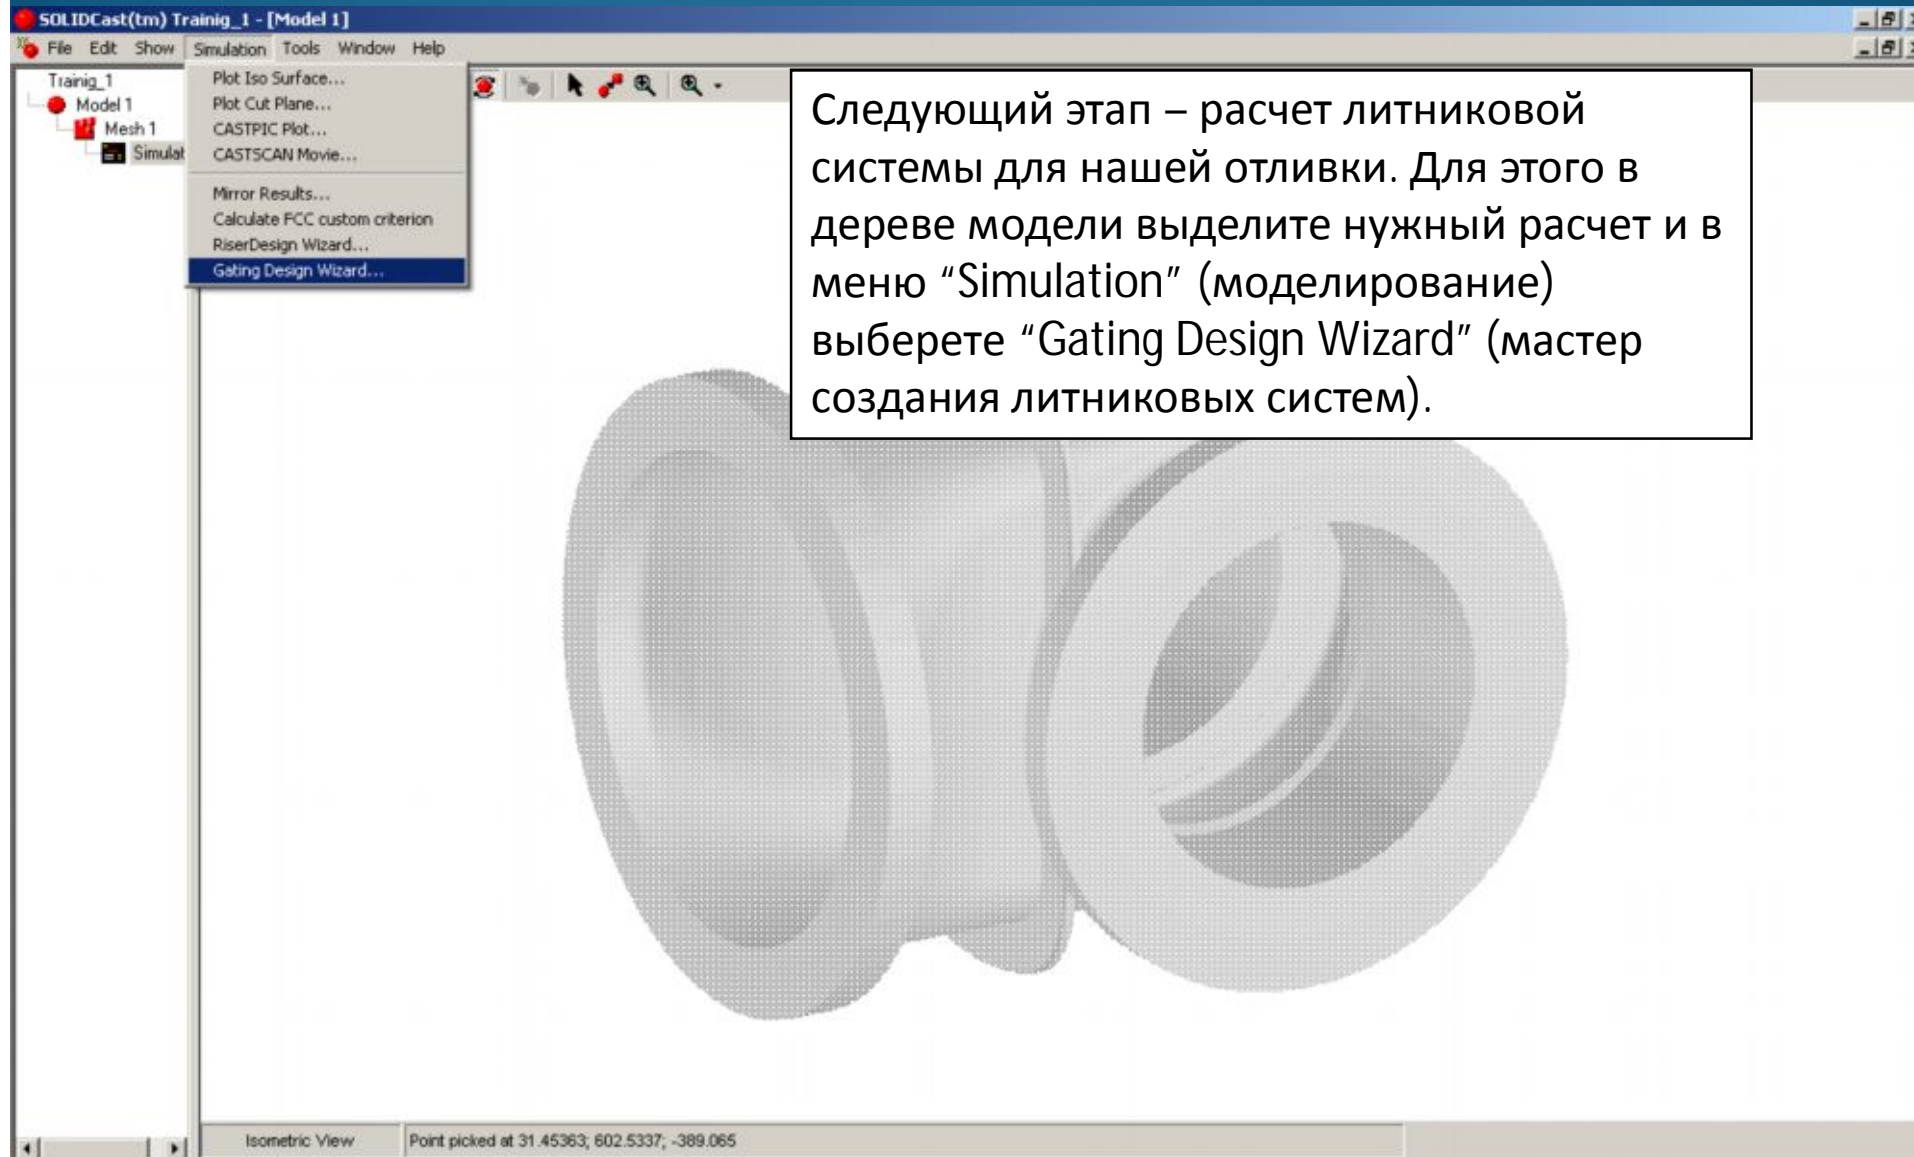 SOLIDCast(tm) Trainig_1 - [Model 1]
File Edit Show Simulation Tools Window Help
Trainig_1
Model 1
Mesh 1
Simulat
Plot Iso Surface...
Plot Cut Plane...
CASTPIC Plot...
CASTSCAN Movie...
Mirror Results...
Calculate FCC custom criterion
RiserDesign Wizard...
Gating Design Wizard...
Следующий этап – расчет литниковой
системы для нашей отливки. Для этого в
дереве модели выделите нужный расчет и в
меню “Simulation” (моделирование)
выберете “Gating Design Wizard” (мастер
создания литниковых систем).
Isometric View
Point picked at 31.45363; 602.5337; -389.065